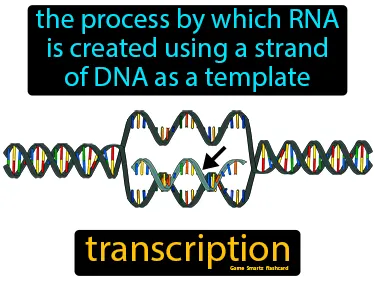 the process by which RNA
is created using a strand
of DNA as a template
transcription
Game Smartz flashcard